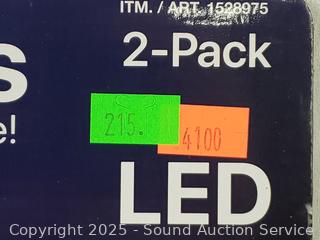 ITM. / ART. 1528975
2-Pack
s
e!
215.
4100
LED
Copyright © 2025 - Sound Auction Service